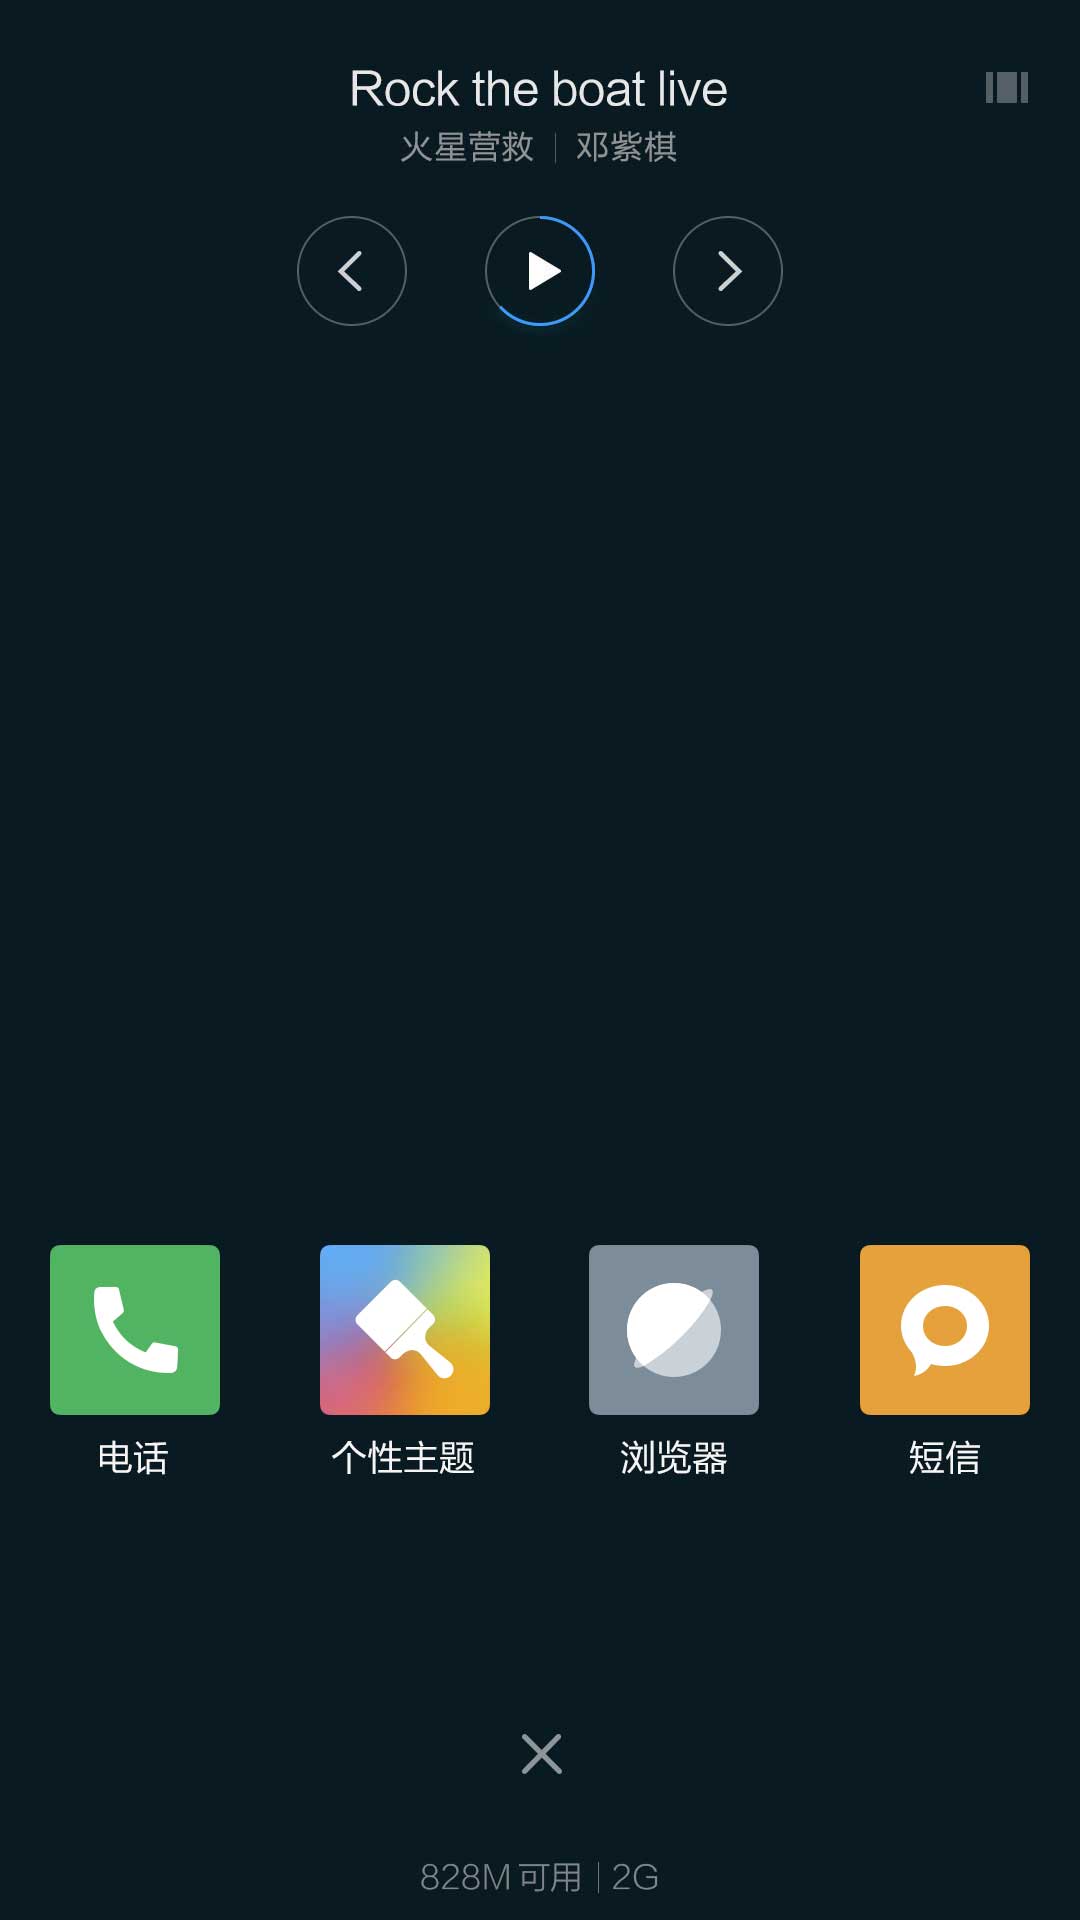 Rock the boat live
火星营救 | 邓紫棋
电话 个性主题 浏览器 短信
828M 可用 | 2G